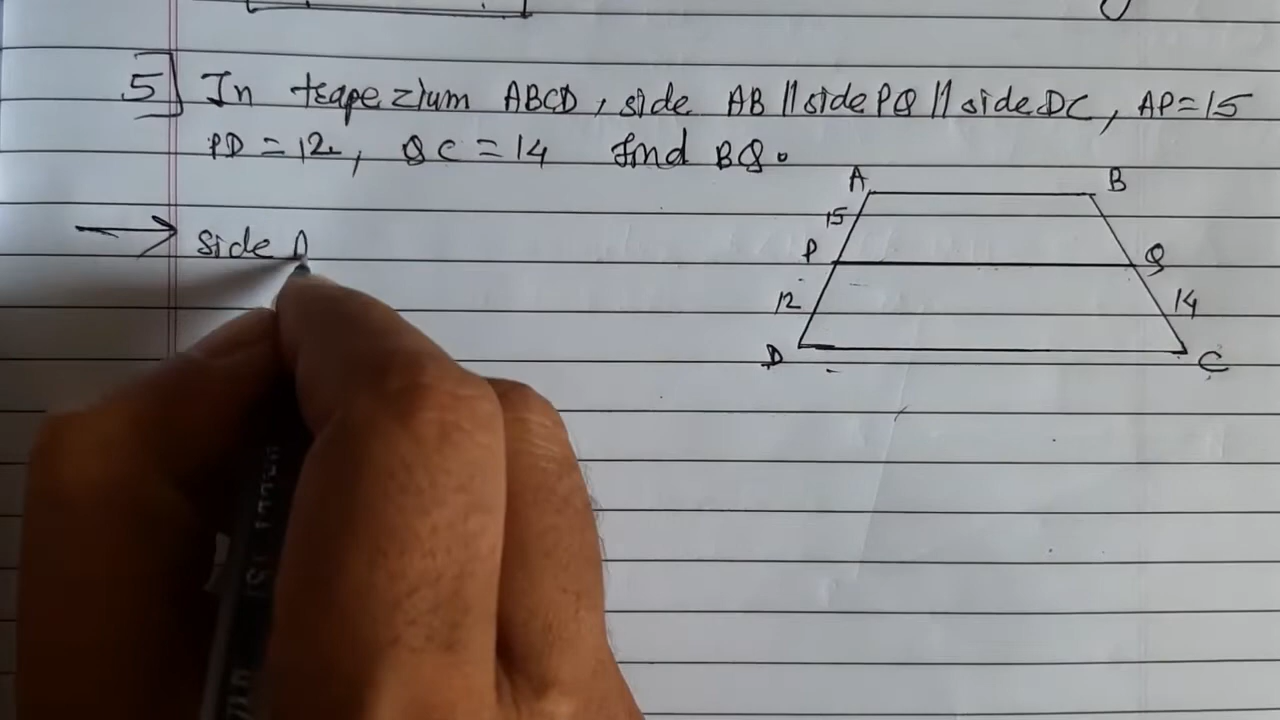 5] In trapezium ABCD, side AB || side PQ || side DC, AP=15
PD = 12, QC = 14 find BQ.
A B
15
P Q
12 14
D C
→ side A